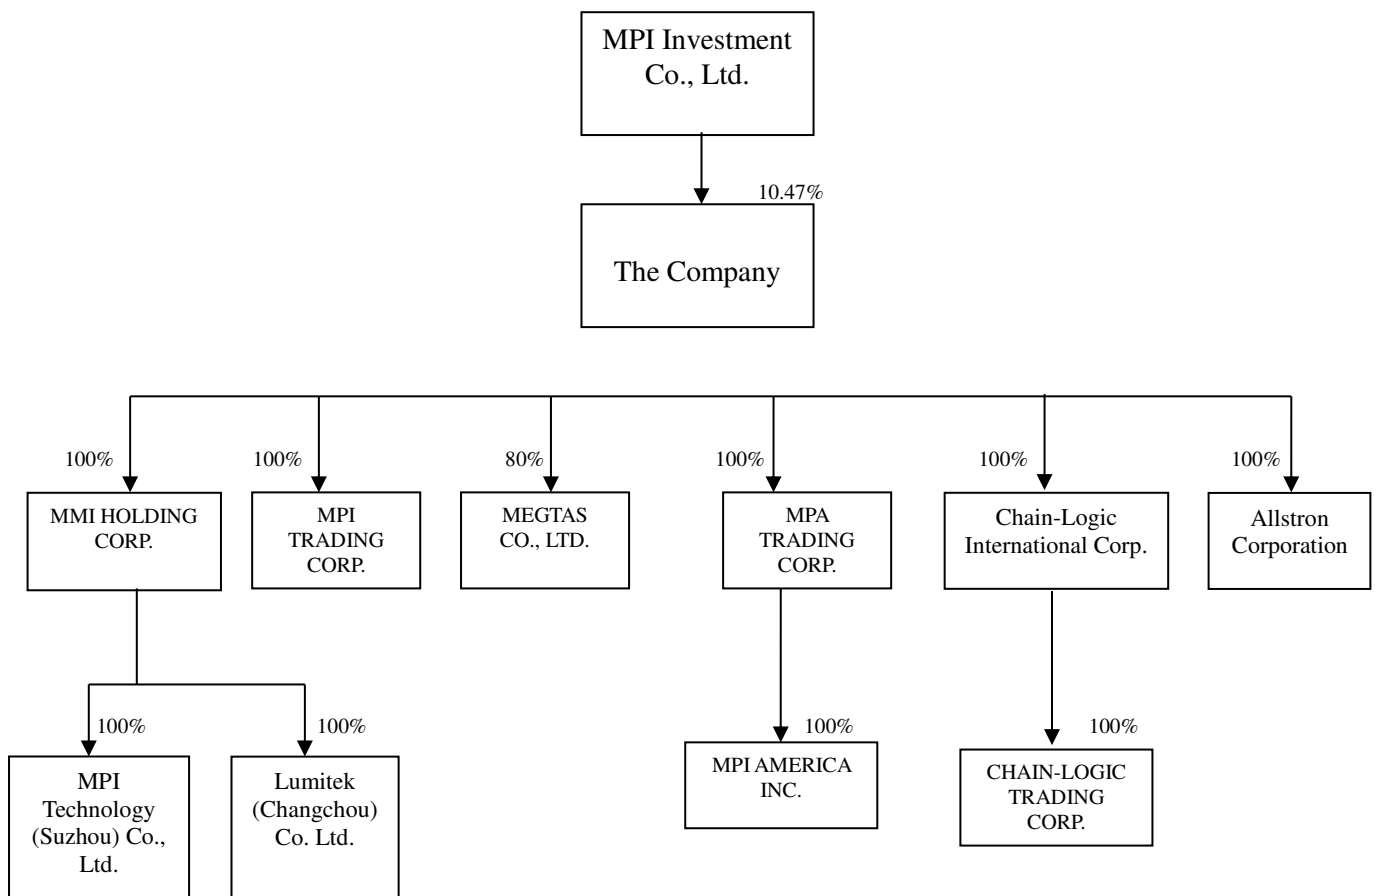 MPI Investment
Co., Ltd.
10.47%
The Company
100%
100%
80%
100%
100%
100%
MMI HOLDING
CORP.
MPI
TRADING
CORP.
MEGTAS
CO., LTD.
MPA
TRADING
CORP.
Chain-Logic
International Corp.
Allstron
Corporation
100%
100%
100%
100%
MPI
Technology
(Suzhou) Co.,
Ltd.
Lumitek
(Changchou)
Co. Ltd.
MPI AMERICA
INC.
CHAIN-LOGIC
TRADING
CORP.